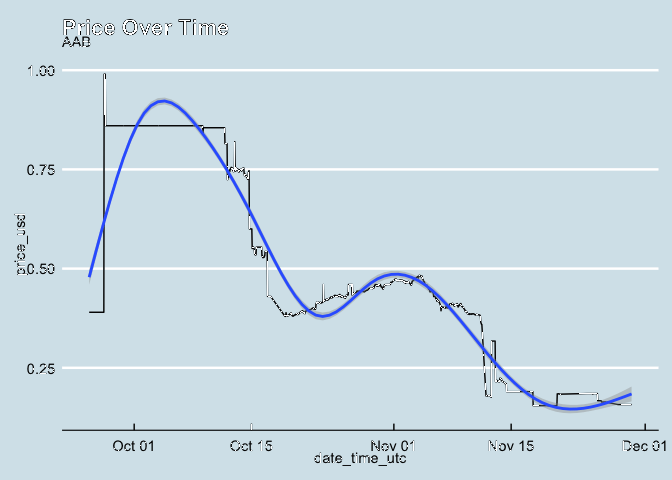 Price Over Time
AAB
1.00
0.75
0.50
0.25
price_usd
Oct 01 Oct 15 Nov 01 Nov 15 Dec 01
date_time_utc